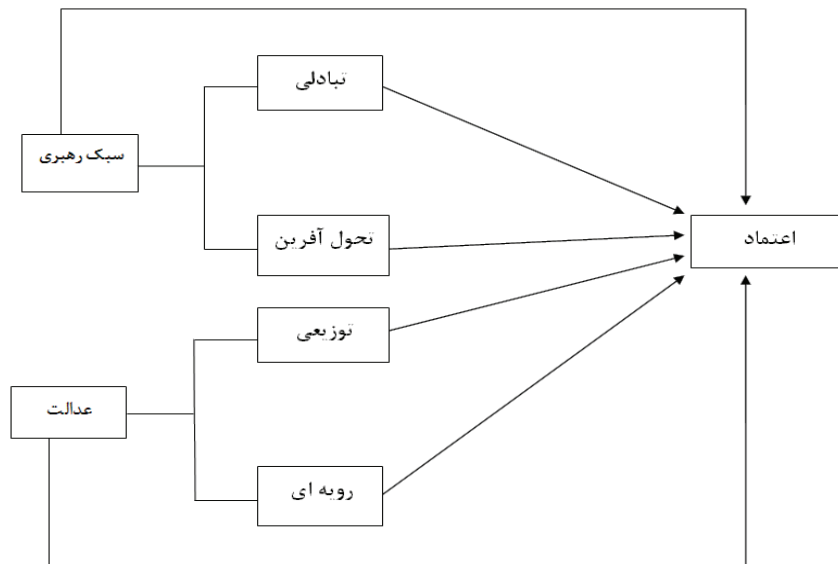 تبادلی
سبک رهبری
تحول آفرین
اعتماد
توزیعی
عدالت
رویه ای